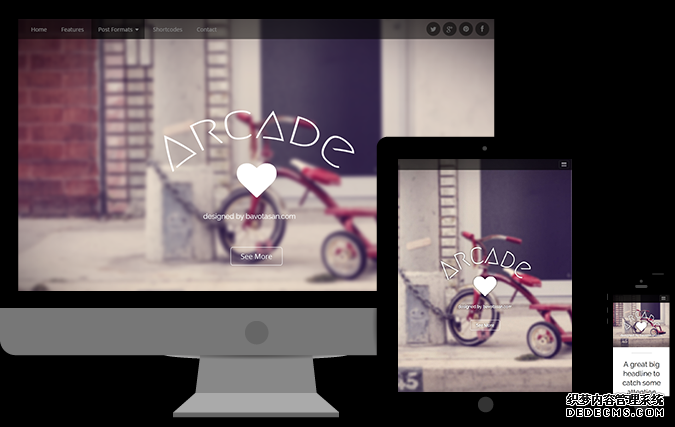 Home Features Post Formats Shortcodes Contact
ARCADE
designed by bavotasan.com
See More
ARCADE
designed by bavotasan.com
See More
ARCADE
A great big
headline to
catch some
attention
织梦内容管理系统
DEDECMS.COM